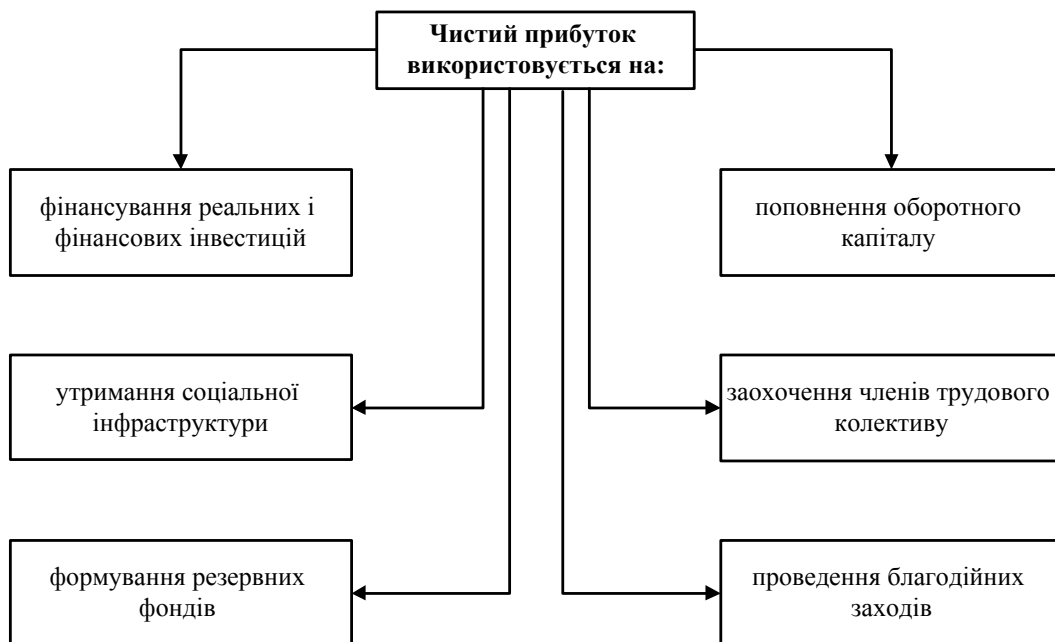 Чистий прибуток
використовується на:
фінансування реальних і
фінансових інвестицій
поповнення оборотного
капіталу
утримання соціальної
інфраструктури
заохочення членів трудового
колективу
формування резервних
фондів
проведення благодійних
заходів